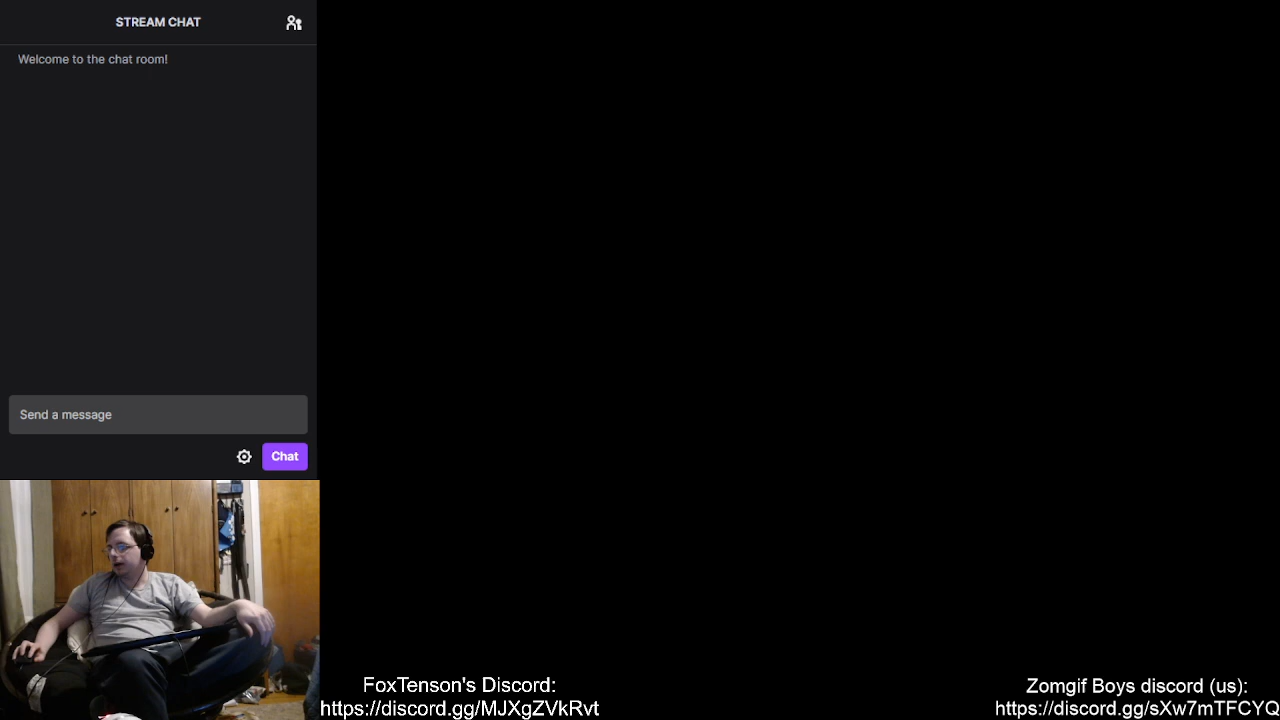 STREAM CHAT
Welcome to the chat room!
Send a message
Chat
FoxTenson's Discord:
https://discord.gg/MJXgZVkRvt
Zomgif Boys discord (us):
https://discord.gg/sXw7mTFCYQ